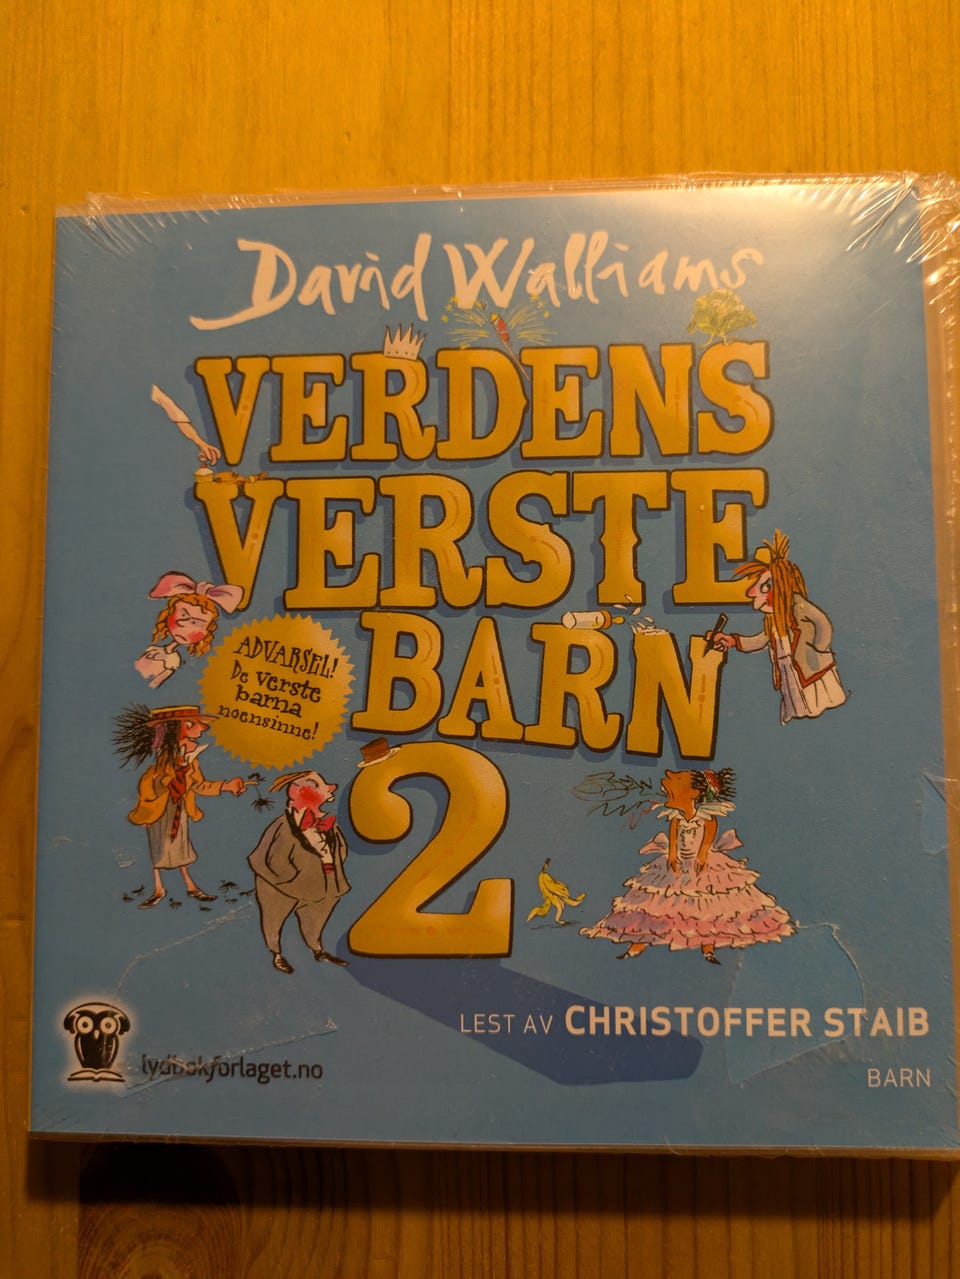 David Walliams
VERDENS
VERSTE
BARN
2
ADVARSEL!
De verste
barna
noensinne!
LEST AV CHRISTOFFER STAIB
BARN
lydbokforlaget.no